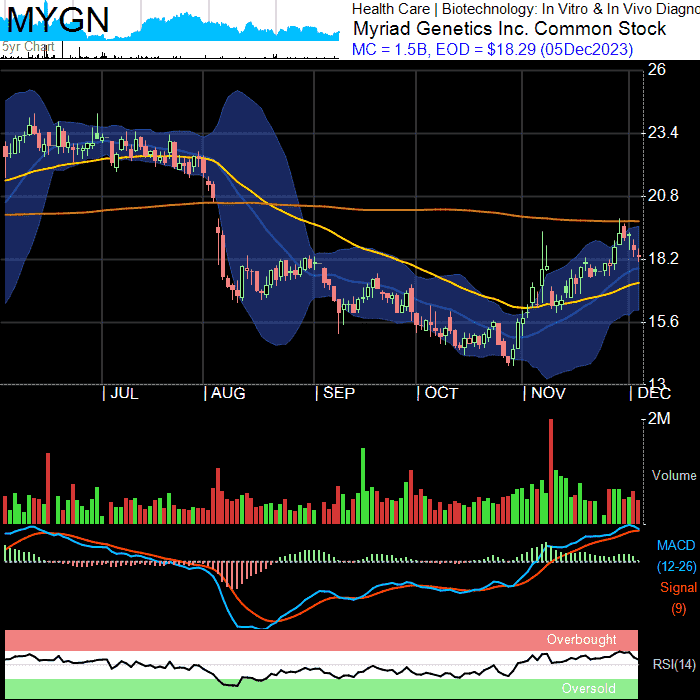 MYGN
5yr Chart
Health Care | Biotechnology: In Vitro & In Vivo Diagno
Myriad Genetics Inc. Common Stock
MC = 1.5B, EOD = $18.29 (05Dec2023)
26
23.4
20.8
18.2
15.6
13
JUL
AUG
SEP
OCT
NOV
DEC
2M
Volume
MACD
(12-26)
Signal
(9)
Overbought
RSI(14)
Oversold